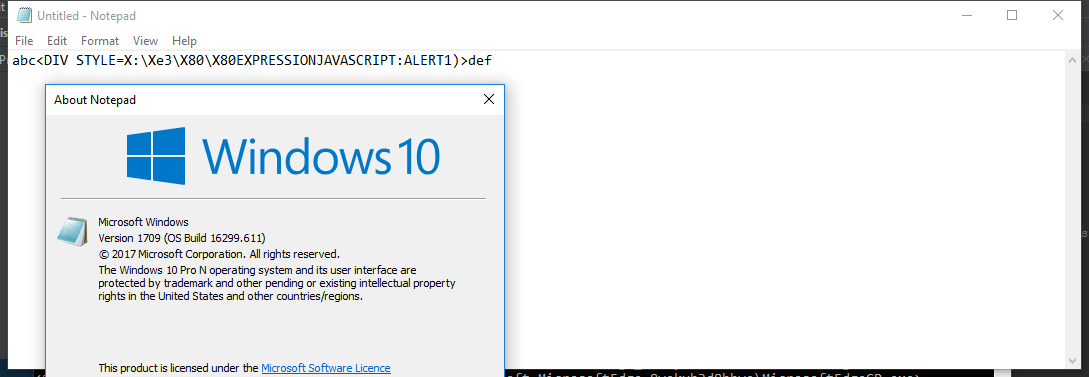 Untitled - Notepad
File Edit Format View Help
abc<DIV STYLE=X:\Xe3\X80\X80EXPRESSIONJAVASCRIPT:ALERT1)>def
About Notepad
Windows 10
Microsoft Windows
Version 1709 (OS Build 16299.611)
© 2017 Microsoft Corporation. All rights reserved.
The Windows 10 Pro N operating system and its user interface are
protected by trademark and other pending or existing intellectual property
rights in the United States and other countries/regions.
This product is licensed under the Microsoft Software Licence